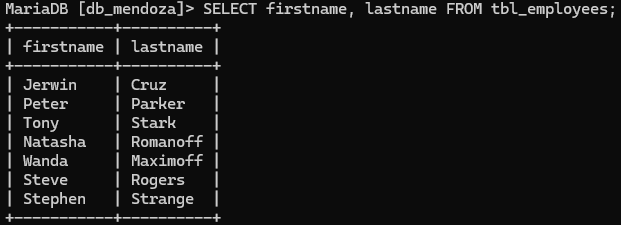 MariaDB [db_mendoza]> SELECT firstname, lastname FROM tbl_employees;
+-----------+----------+
| firstname | lastname |
+-----------+----------+
| Jerwin    | Cruz     |
| Peter     | Parker   |
| Tony      | Stark    |
| Natasha   | Romanoff |
| Wanda     | Maximoff |
| Steve     | Rogers   |
| Stephen   | Strange  |
+-----------+----------+